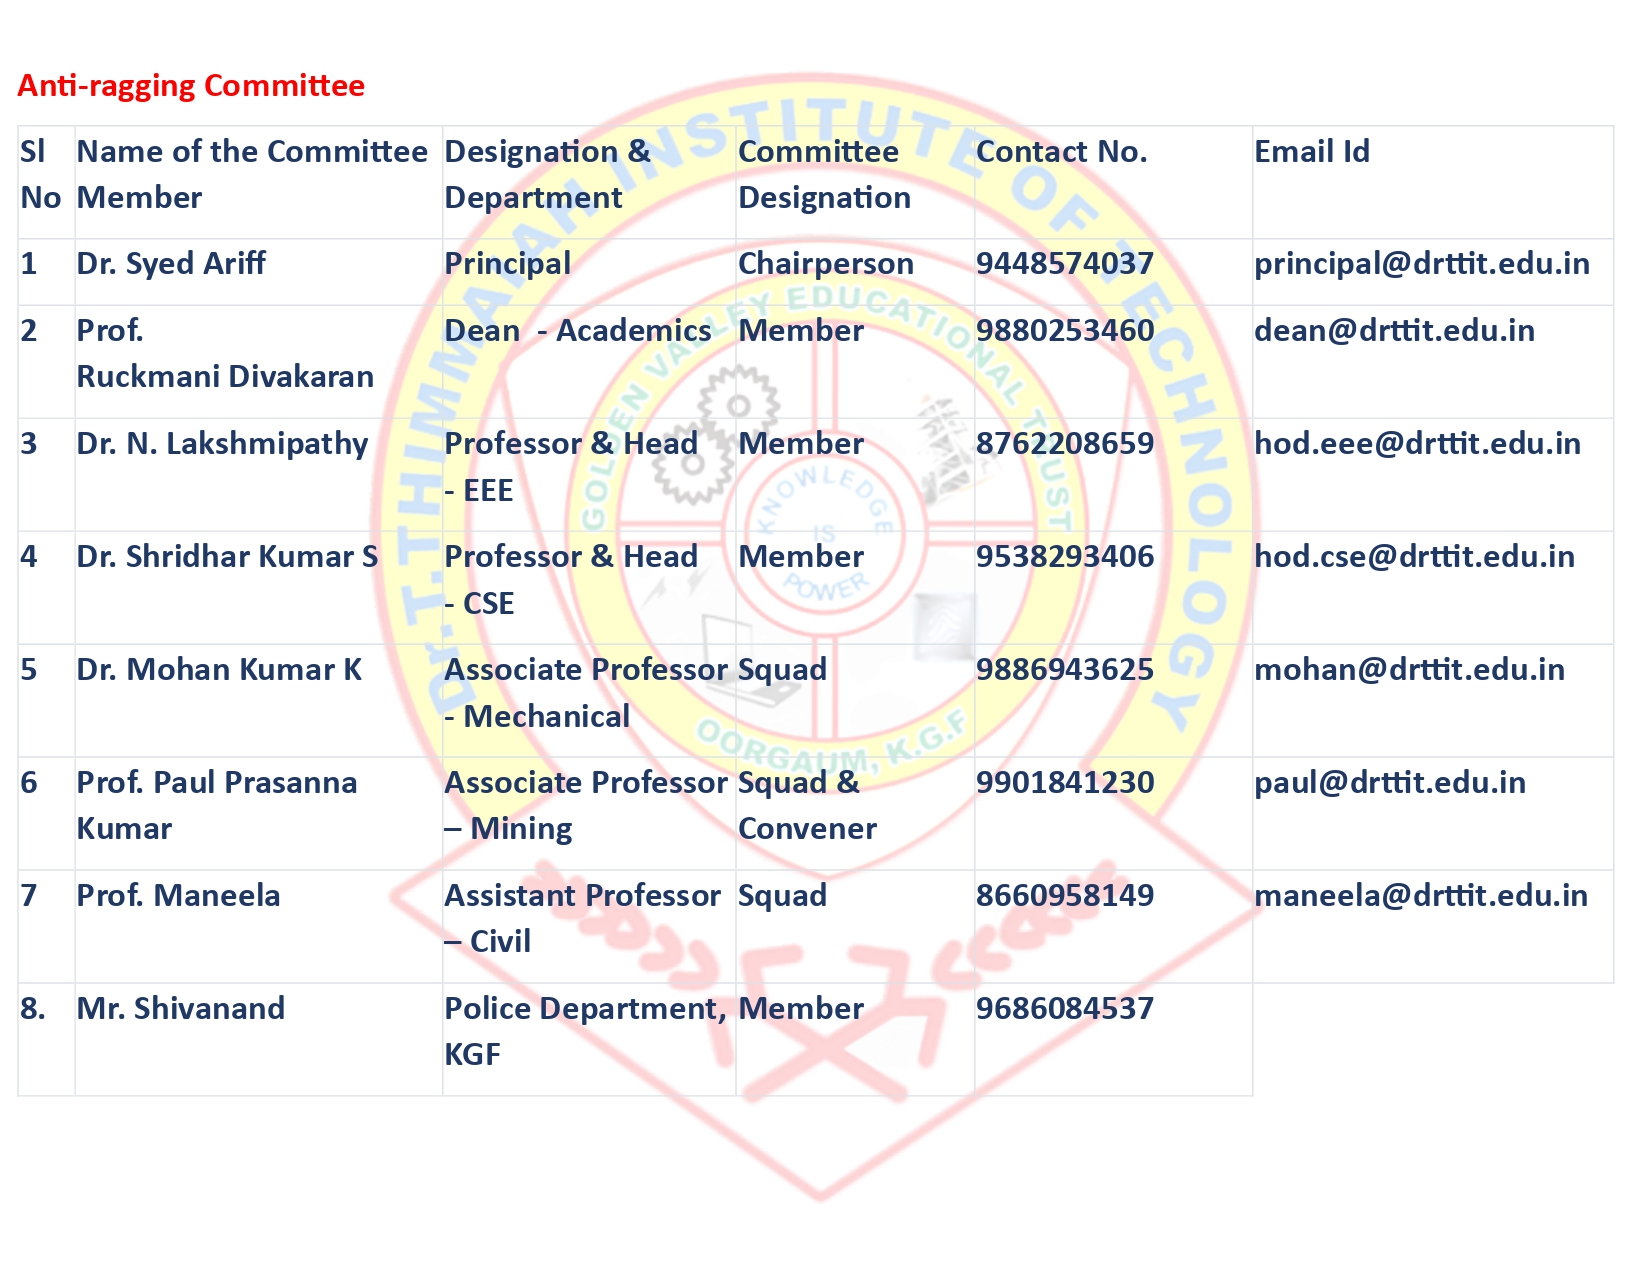 Anti-ragging Committee
Sl No Name of the Committee Member Designation & Department Committee Designation Contact No. Email Id
1 Dr. Syed Ariff Principal Chairperson 9448574037 principal@drttit.edu.in
2 Prof. Ruckmani Divakaran Dean - Academics Member 9880253460 dean@drttit.edu.in
3 Dr. N. Lakshmipathy Professor & Head - EEE Member 8762208659 hod.eee@drttit.edu.in
4 Dr. Shridhar Kumar S Professor & Head - CSE Member 9538293406 hod.cse@drttit.edu.in
5 Dr. Mohan Kumar K Associate Professor - Mechanical Squad 9886943625 mohan@drttit.edu.in
6 Prof. Paul Prasanna Kumar Associate Professor – Mining Squad & Convener 9901841230 paul@drttit.edu.in
7 Prof. Maneela Assistant Professor – Civil Squad 8660958149 maneela@drttit.edu.in
8. Mr. Shivanand Police Department, KGF Member 9686084537
Dr.T.THIMMAIAH INSTITUTE OF TECHNOLOGY
GOLDEN VALLEY EDUCATIONAL TRUST
OORGAUM, K.G.F
KNOWLEDGE
IS
POWER